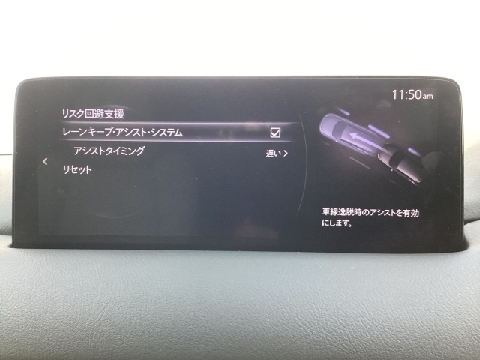 11:50 am
リスク回避支援
レーンキープ・アシスト・システム
アシストタイミング 遅い
リセット
車線逸脱時のアシストを有効
にします。